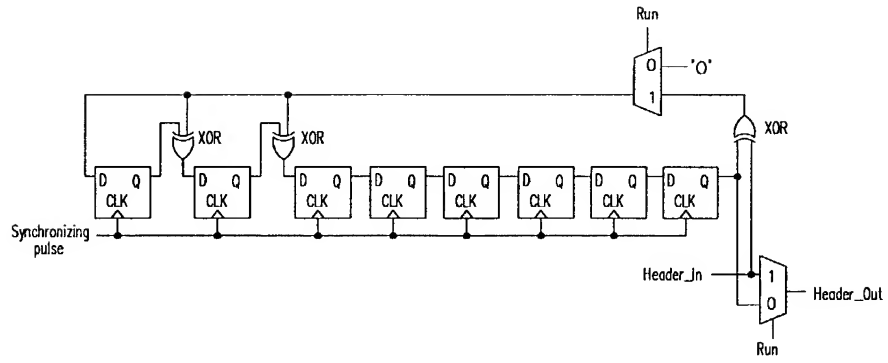 Run
0 "0"
1
XOR
XOR
XOR
D Q
CLK
D Q
CLK
D Q
CLK
D Q
CLK
D Q
CLK
D Q
CLK
D Q
CLK
D Q
CLK
Synchronizing
pulse
Header_in
1
0
Header_Out
Run